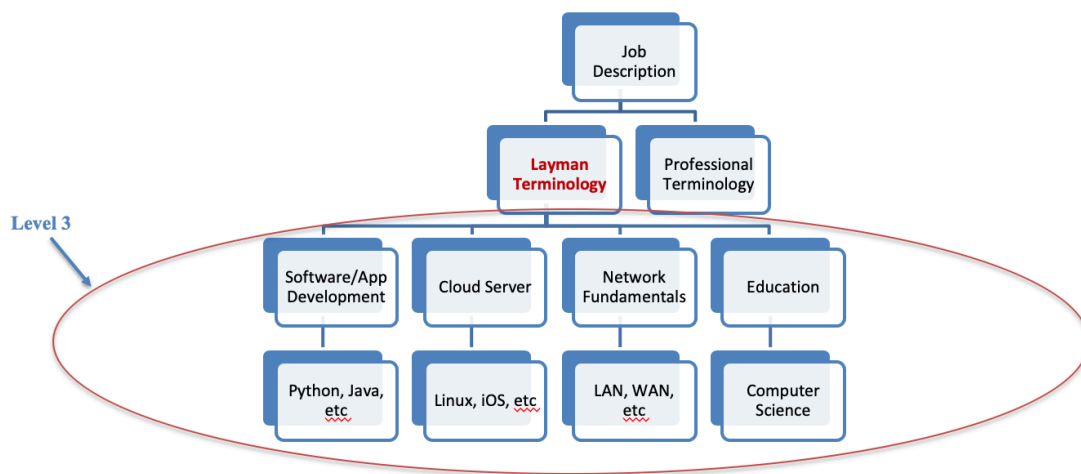 Job
Description
Layman
Terminology
Professional
Terminology
Level 3
Software/App
Development
Cloud Server
Network
Fundamentals
Education
Python, Java,
etc
Linux, iOS, etc
LAN, WAN,
etc
Computer
Science